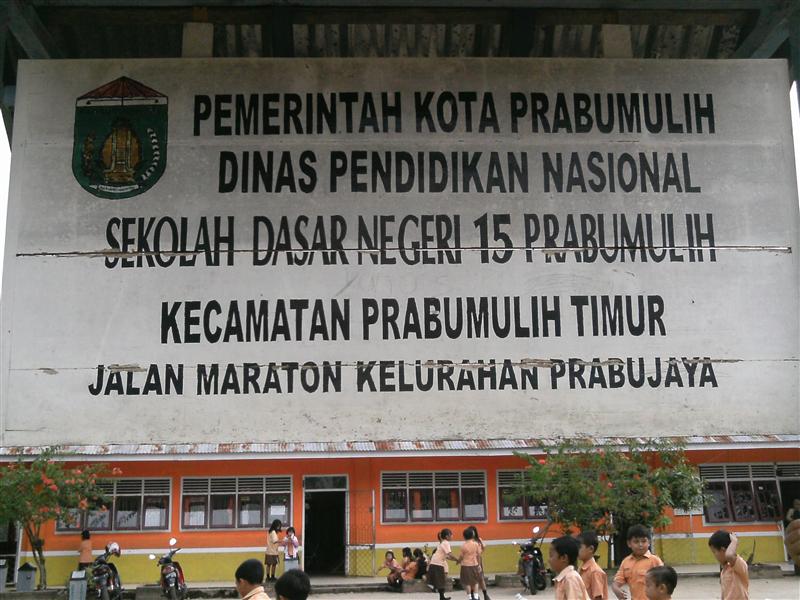 PEMERINTAH KOTA PRABUMULIH
DINAS PENDIDIKAN NASIONAL
SEKOLAH DASAR NEGERI 15 PRABUMULIH
KECAMATAN PRABUMULIH TIMUR
JALAN MARATON KELURAHAN PRABUJAYA